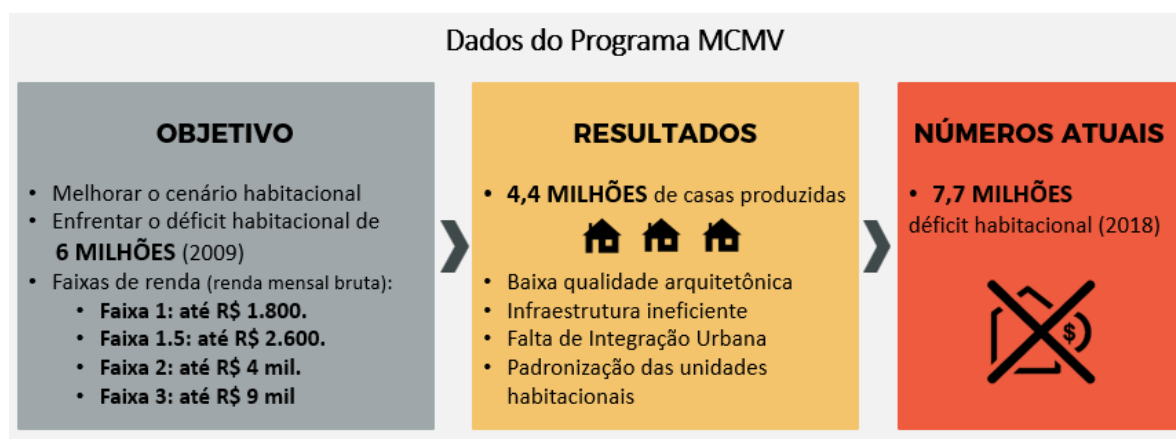 Dados do Programa MCMV
OBJETIVO
• Melhorar o cenário habitacional
• Enfrentar o déficit habitacional de
6 MILHÕES (2009)
• Faixas de renda (renda mensal bruta):
• Faixa 1: até R$ 1.800.
• Faixa 1.5: até R$ 2.600.
• Faixa 2: até R$ 4 mil.
• Faixa 3: até R$ 9 mil
RESULTADOS
• 4,4 MILHÕES de casas produzidas
• Baixa qualidade arquitetônica
• Infraestrutura ineficiente
• Falta de Integração Urbana
• Padronização das unidades
habitacionais
NÚMEROS ATUAIS
• 7,7 MILHÕES
déficit habitacional (2018)
$